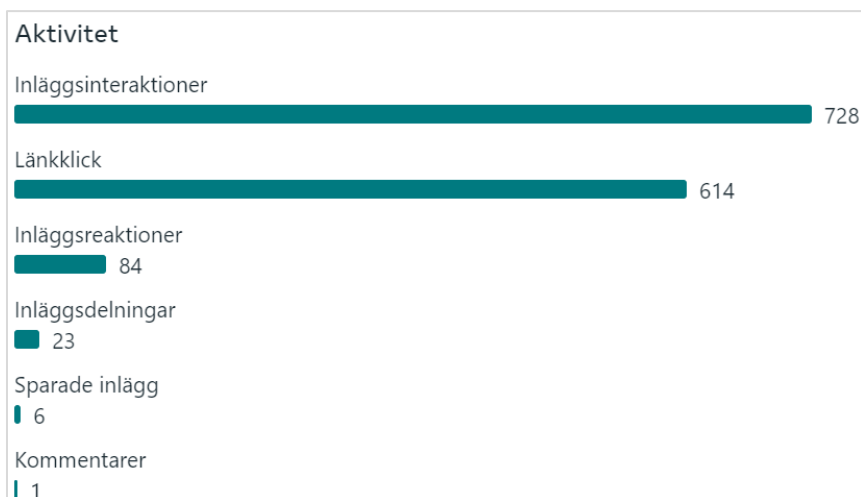 Aktivitet
Inläggsinteraktioner
728
Länkklick
614
Inläggsreaktioner
84
Inläggsdelningar
23
Sparade inlägg
6
Kommentarer
1